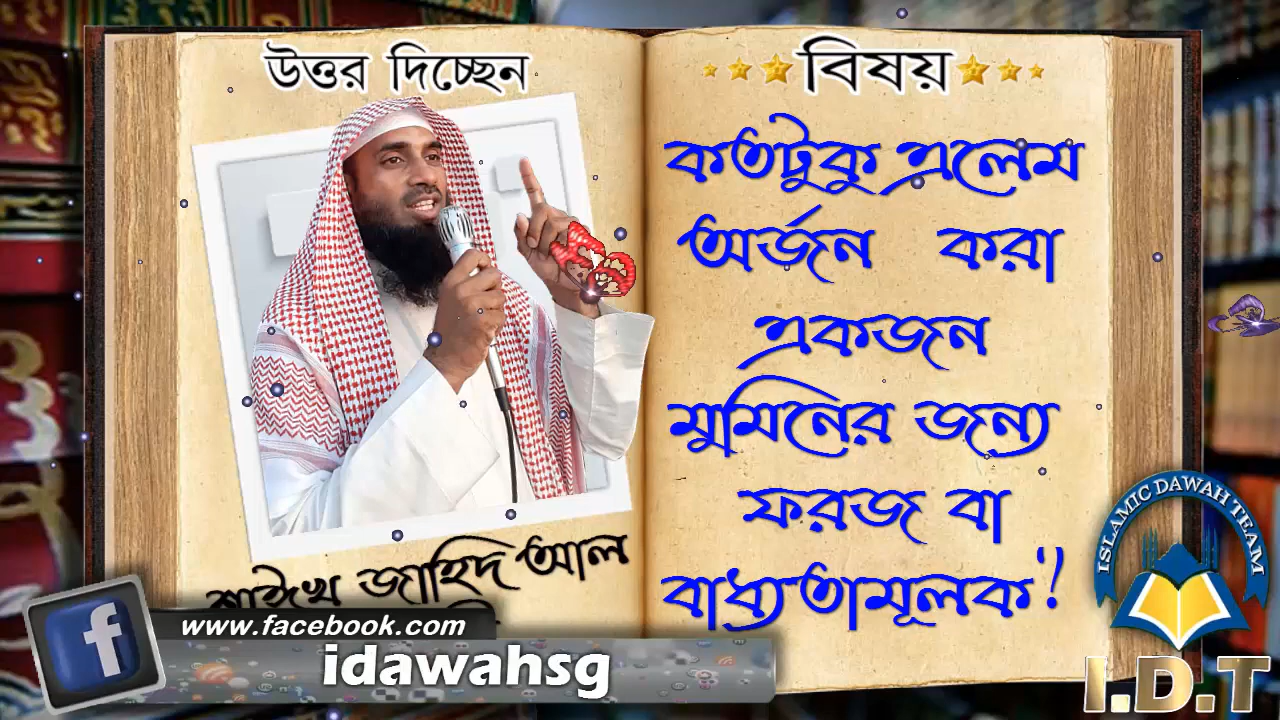 উত্তর দিচ্ছেন
শাইখ জাহিদ আল
www.facebook.com
idawahsg
বিষয়
কতটুকু এলেম
অর্জন করা
একজন
মুমিনের জন্য
ফরজ বা
বাধ্যতামূলক?
ISLAMIC DAWAH TEAM
I.D.T